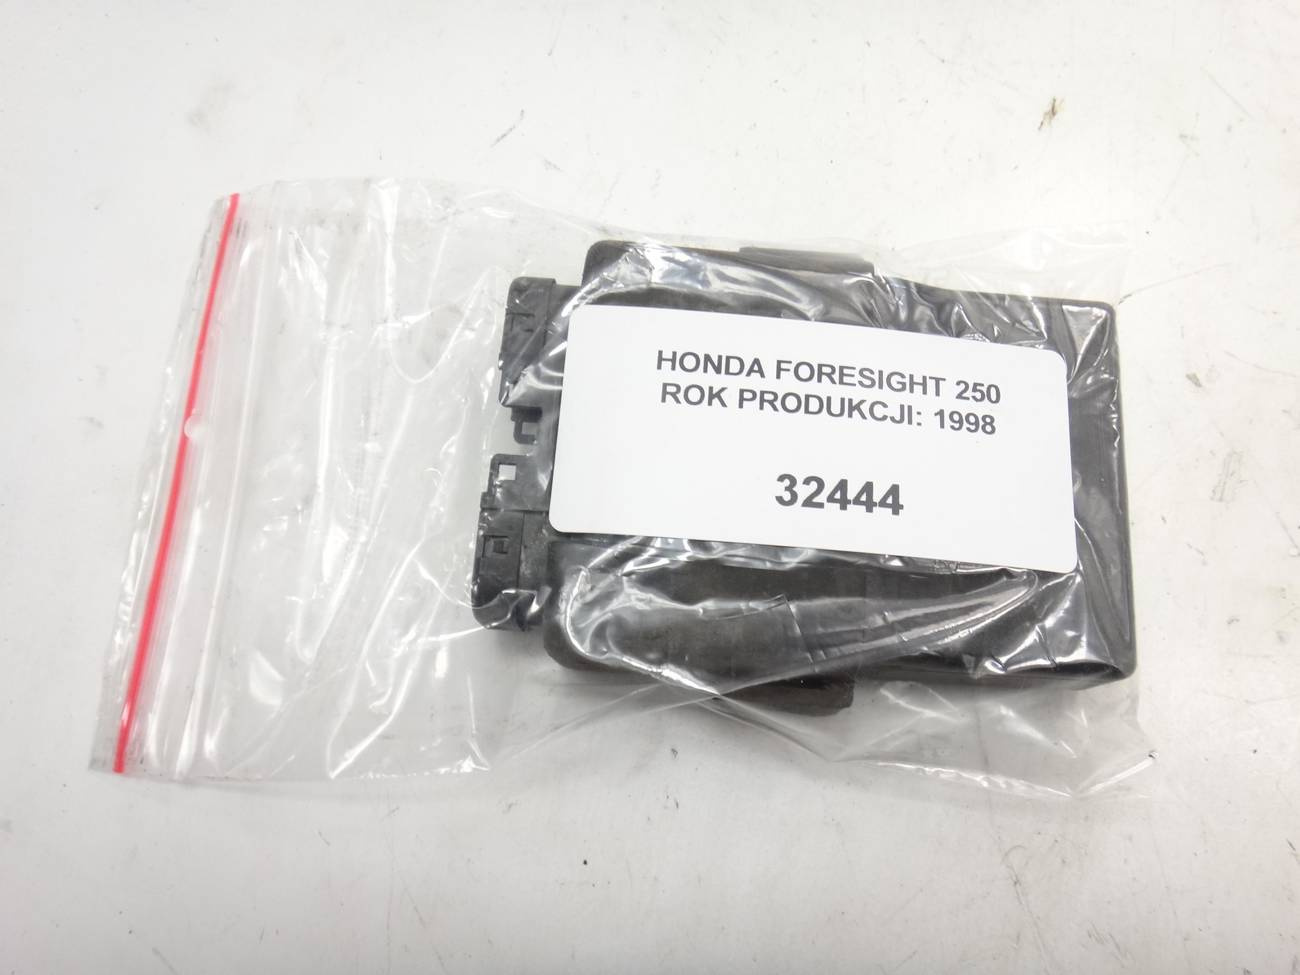 HONDA FORESIGHT 250
ROK PRODUKCJI: 1998
32444